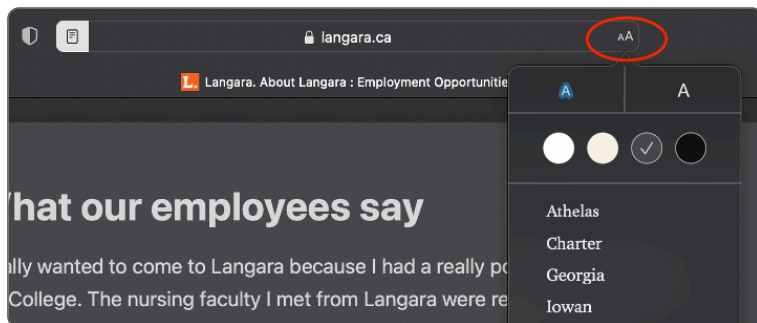 langara.ca
AA
L. Langara. About Langara : Employment Opportunitie
A A
hat our employees say
ally wanted to come to Langara because I had a really po
College. The nursing faculty I met from Langara were re
Athelas
Charter
Georgia
Iowan